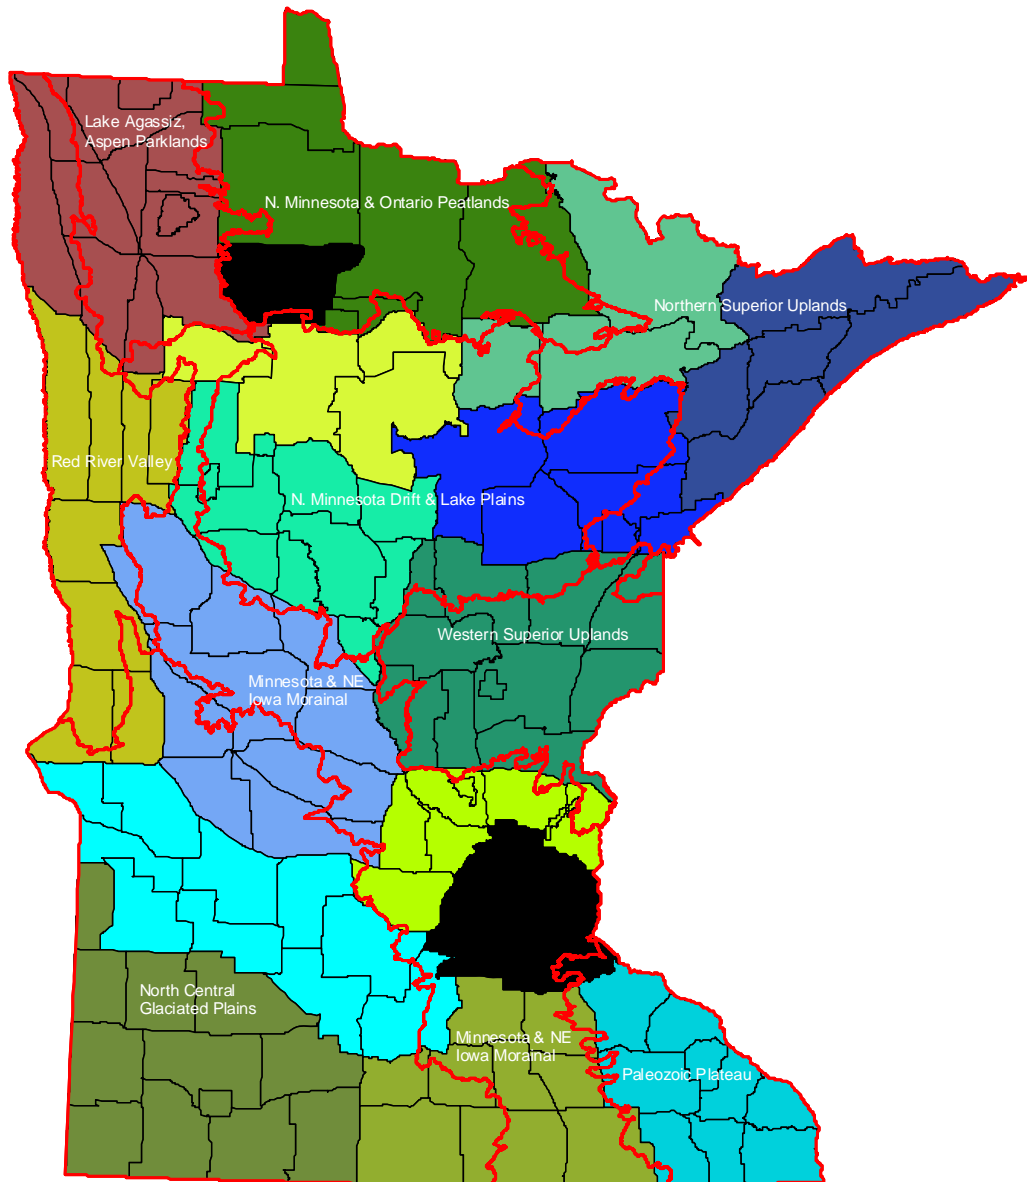 Lake Agassiz,
Aspen Parklands
N. Minnesota & Ontario Peatlands
Northern Superior Uplands
Red River Valley
N. Minnesota Drift & Lake Plains
Western Superior Uplands
Minnesota & NE
Iowa Morainal
North Central
Glaciated Plains
Minnesota & NE
Iowa Morainal
Paleozoic Plateau